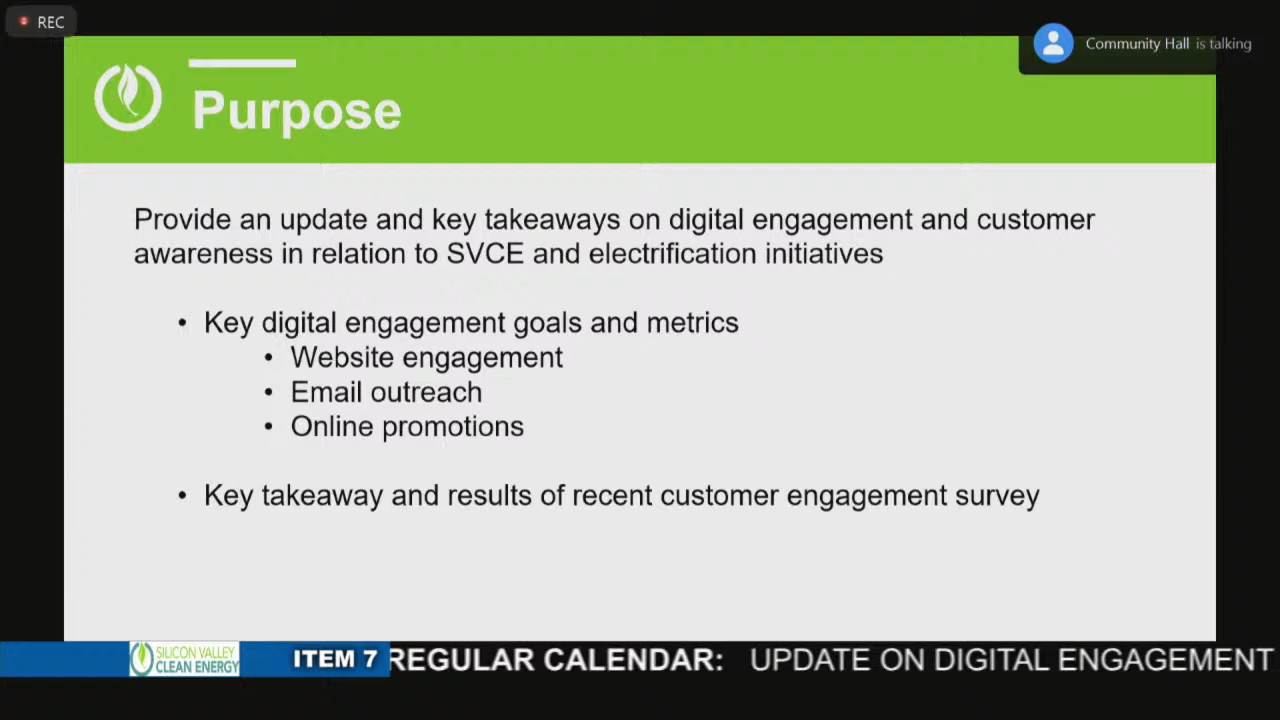 REC
Community Hall is talking
Purpose
Provide an update and key takeaways on digital engagement and customer
awareness in relation to SVCE and electrification initiatives
• Key digital engagement goals and metrics
• Website engagement
• Email outreach
• Online promotions
• Key takeaway and results of recent customer engagement survey
SILICON VALLEY
CLEAN ENERGY
ITEM 7 REGULAR CALENDAR: UPDATE ON DIGITAL ENGAGEMENT